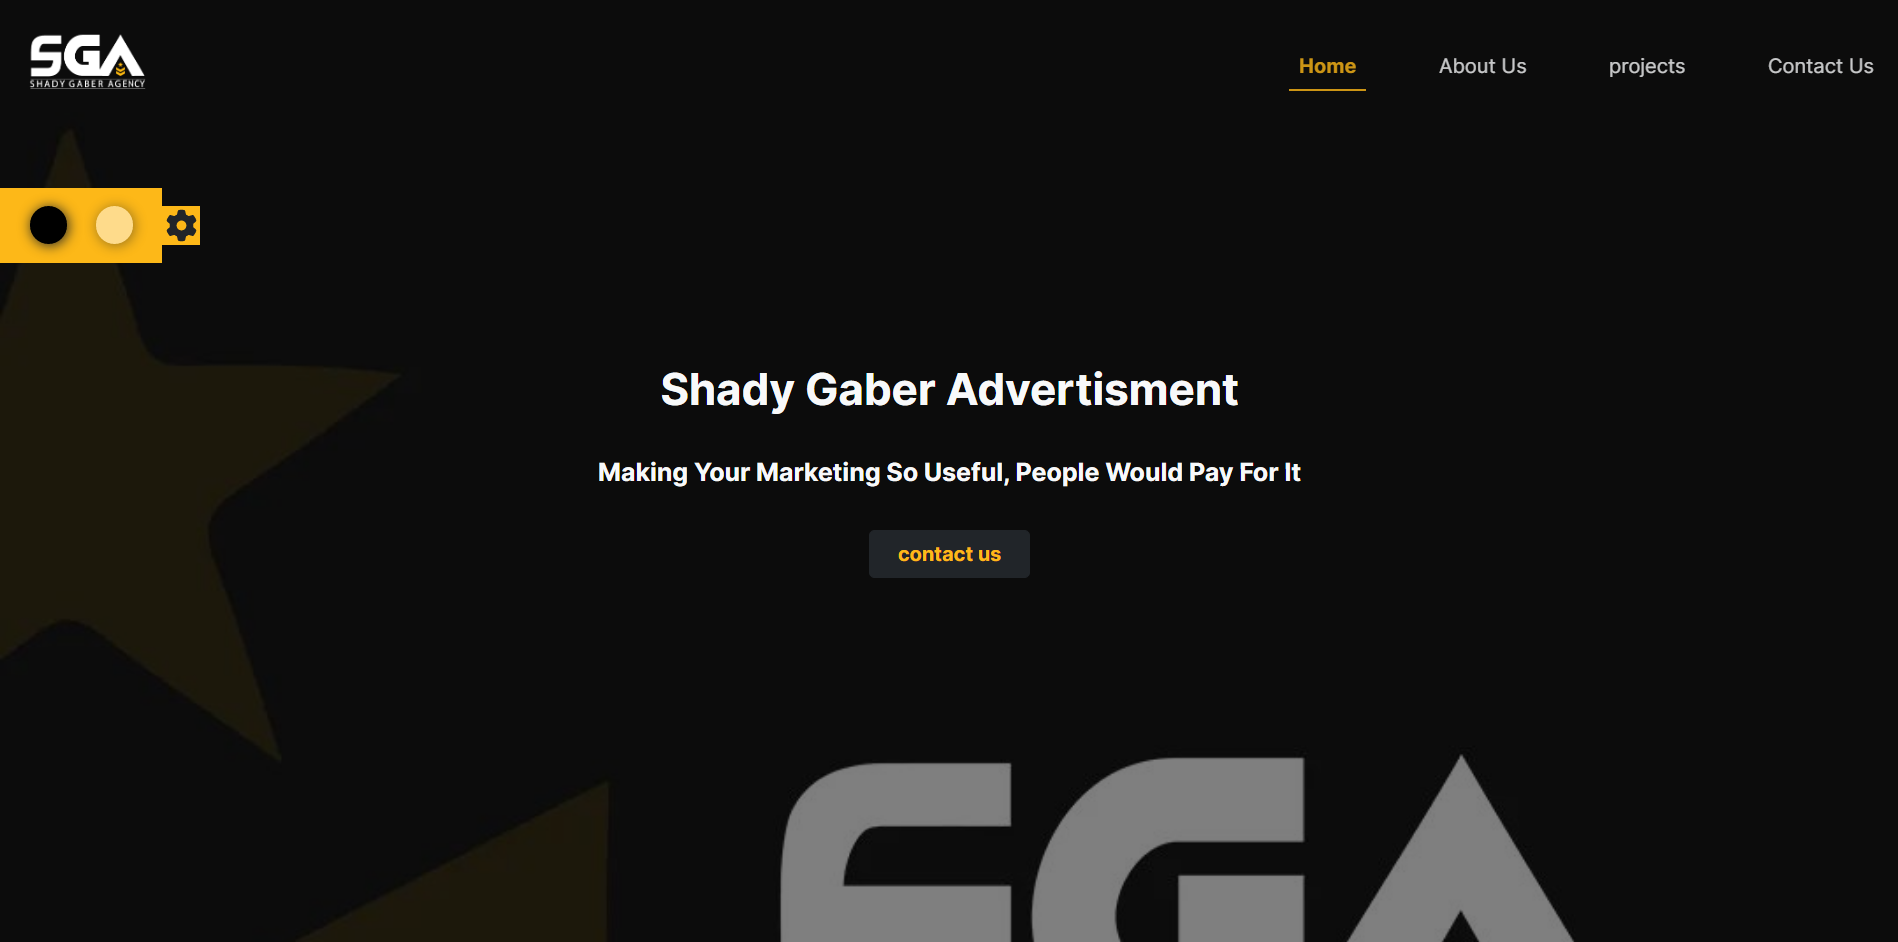 SGA
SHADY GABER AGENCY
Home
About Us
projects
Contact Us
Shady Gaber Advertisment
Making Your Marketing So Useful, People Would Pay For It
contact us
SGA